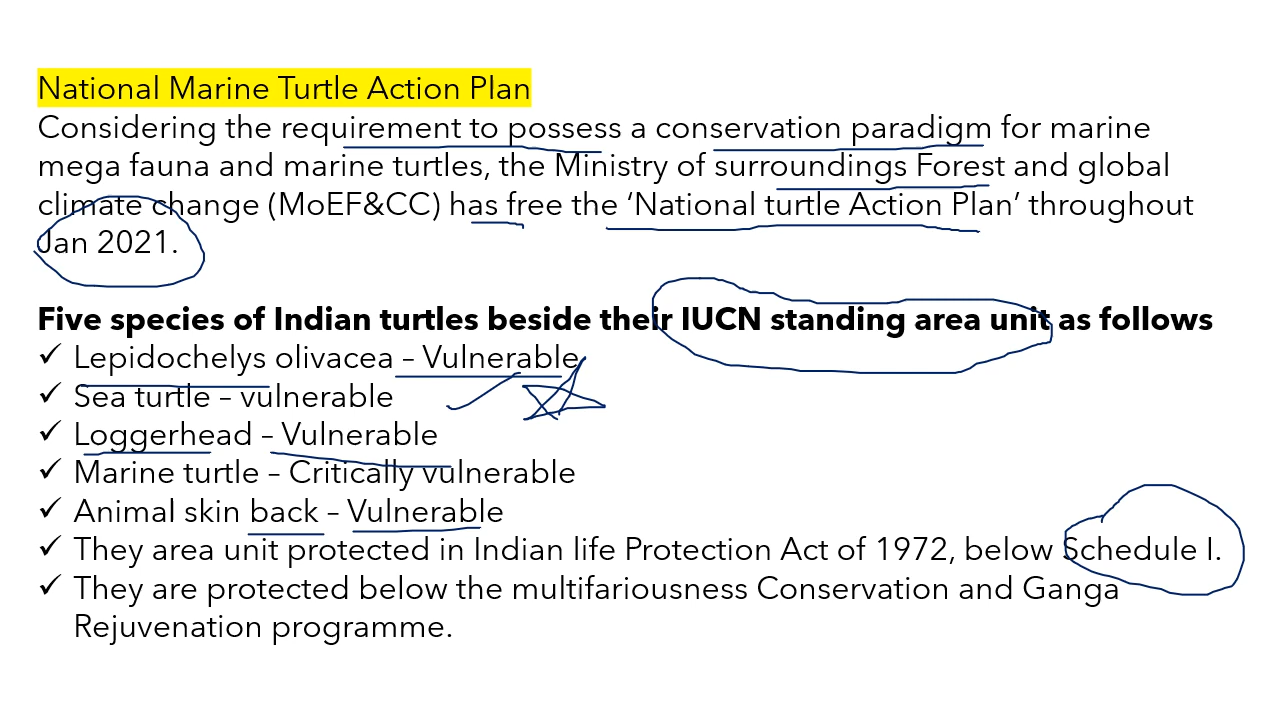 National Marine Turtle Action Plan
Considering the requirement to possess a conservation paradigm for marine
mega fauna and marine turtles, the Ministry of surroundings Forest and global
climate change (MoEF&CC) has free the ‘National turtle Action Plan’ throughout
Jan 2021.
Five species of Indian turtles beside their IUCN standing area unit as follows
✓ Lepidochelys olivacea – Vulnerable
✓ Sea turtle – vulnerable
✓ Loggerhead – Vulnerable
✓ Marine turtle – Critically vulnerable
✓ Animal skin back – Vulnerable
✓ They area unit protected in Indian life Protection Act of 1972, below Schedule I.
✓ They are protected below the multifariousness Conservation and Ganga
Rejuvenation programme.